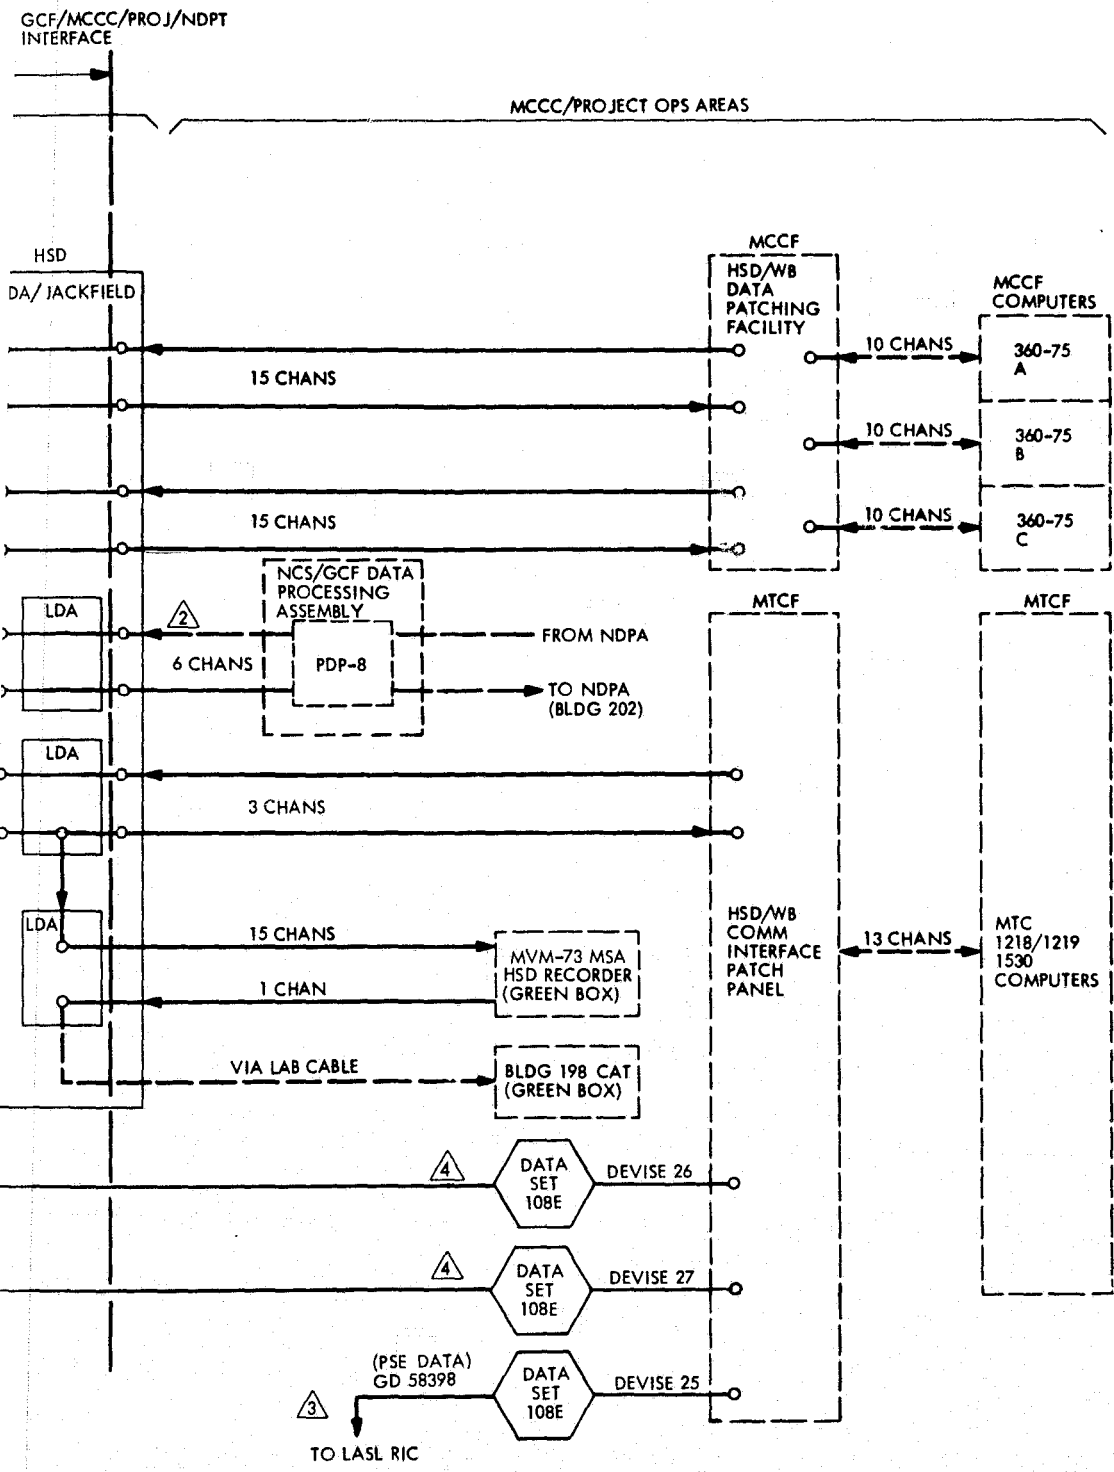 GCF/MCCC/PROJ/NDPT
INTERFACE
MCCC/PROJECT OPS AREAS
HSD
DA/JACKFIELD
MCCF
HSD/WB
DATA
PATCHING
FACILITY
MCCF
COMPUTERS
10 CHANS
360-75
A
15 CHANS
10 CHANS
360-75
B
15 CHANS
10 CHANS
360-75
C
NCS/GCF DATA
PROCESSING
ASSEMBLY
LDA
2
6 CHANS
PDP-8
FROM NDPA
TO NDPA
(BLDG 202)
MTCF
MTCF
LDA
3 CHANS
LDA
15 CHANS
MVM-73 MSA
HSD RECORDER
(GREEN BOX)
1 CHAN
HSD/WB
COMM
INTERFACE
PATCH
PANEL
13 CHANS
MTC
1218/1219
1530
COMPUTERS
VIA LAB CABLE
BLDG 198 CAT
(GREEN BOX)
4
DATA
SET
108E
DEVISE 26
4
DATA
SET
108E
DEVISE 27
(PSE DATA)
GD 58398
3
DATA
SET
108E
DEVISE 25
TO LASL RIC